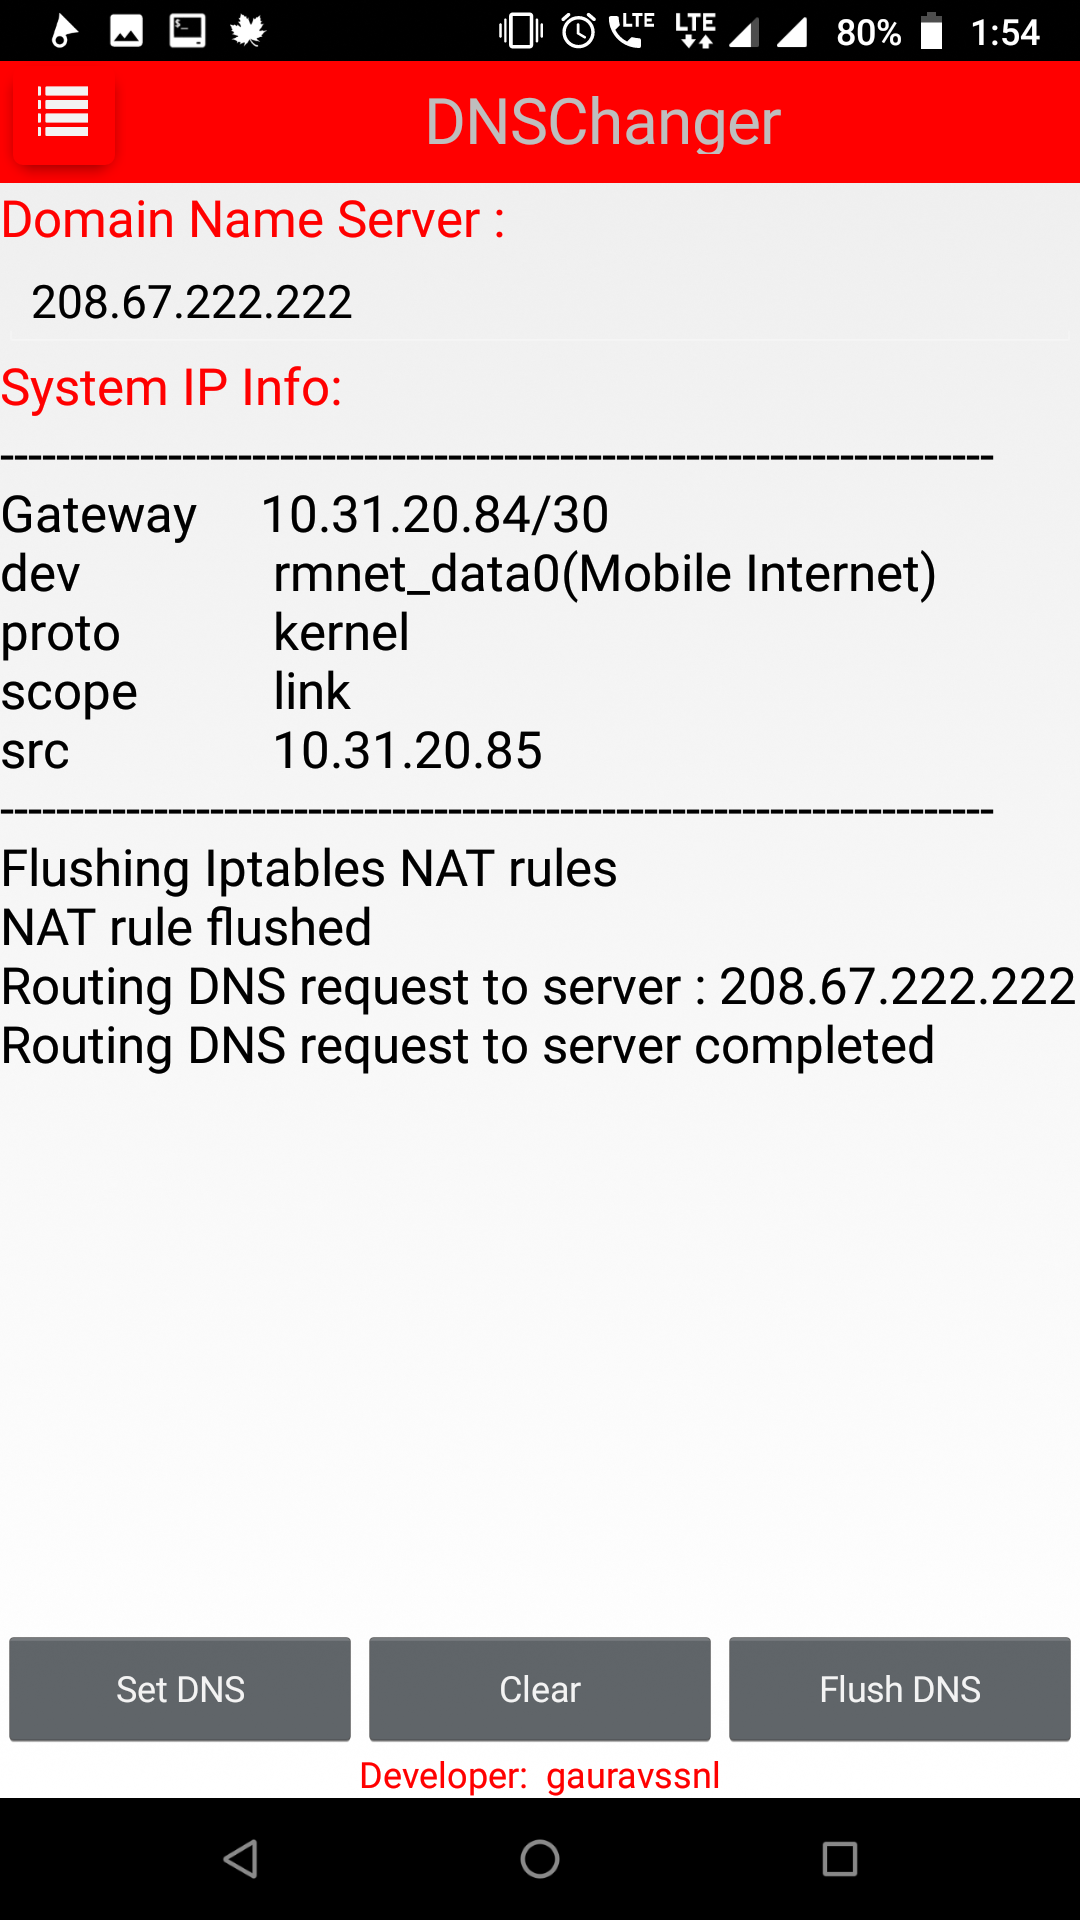 LTE LTE 80% 1:54
DNSChanger
Domain Name Server :
208.67.222.222
System IP Info:
-----------------------------------------------------------------------
Gateway 10.31.20.84/30
dev rmnet_data0(Mobile Internet)
proto kernel
scope link
src 10.31.20.85
-----------------------------------------------------------------------
Flushing Iptables NAT rules
NAT rule flushed
Routing DNS request to server : 208.67.222.222
Routing DNS request to server completed
Set DNS Clear Flush DNS
Developer: gauravssnl